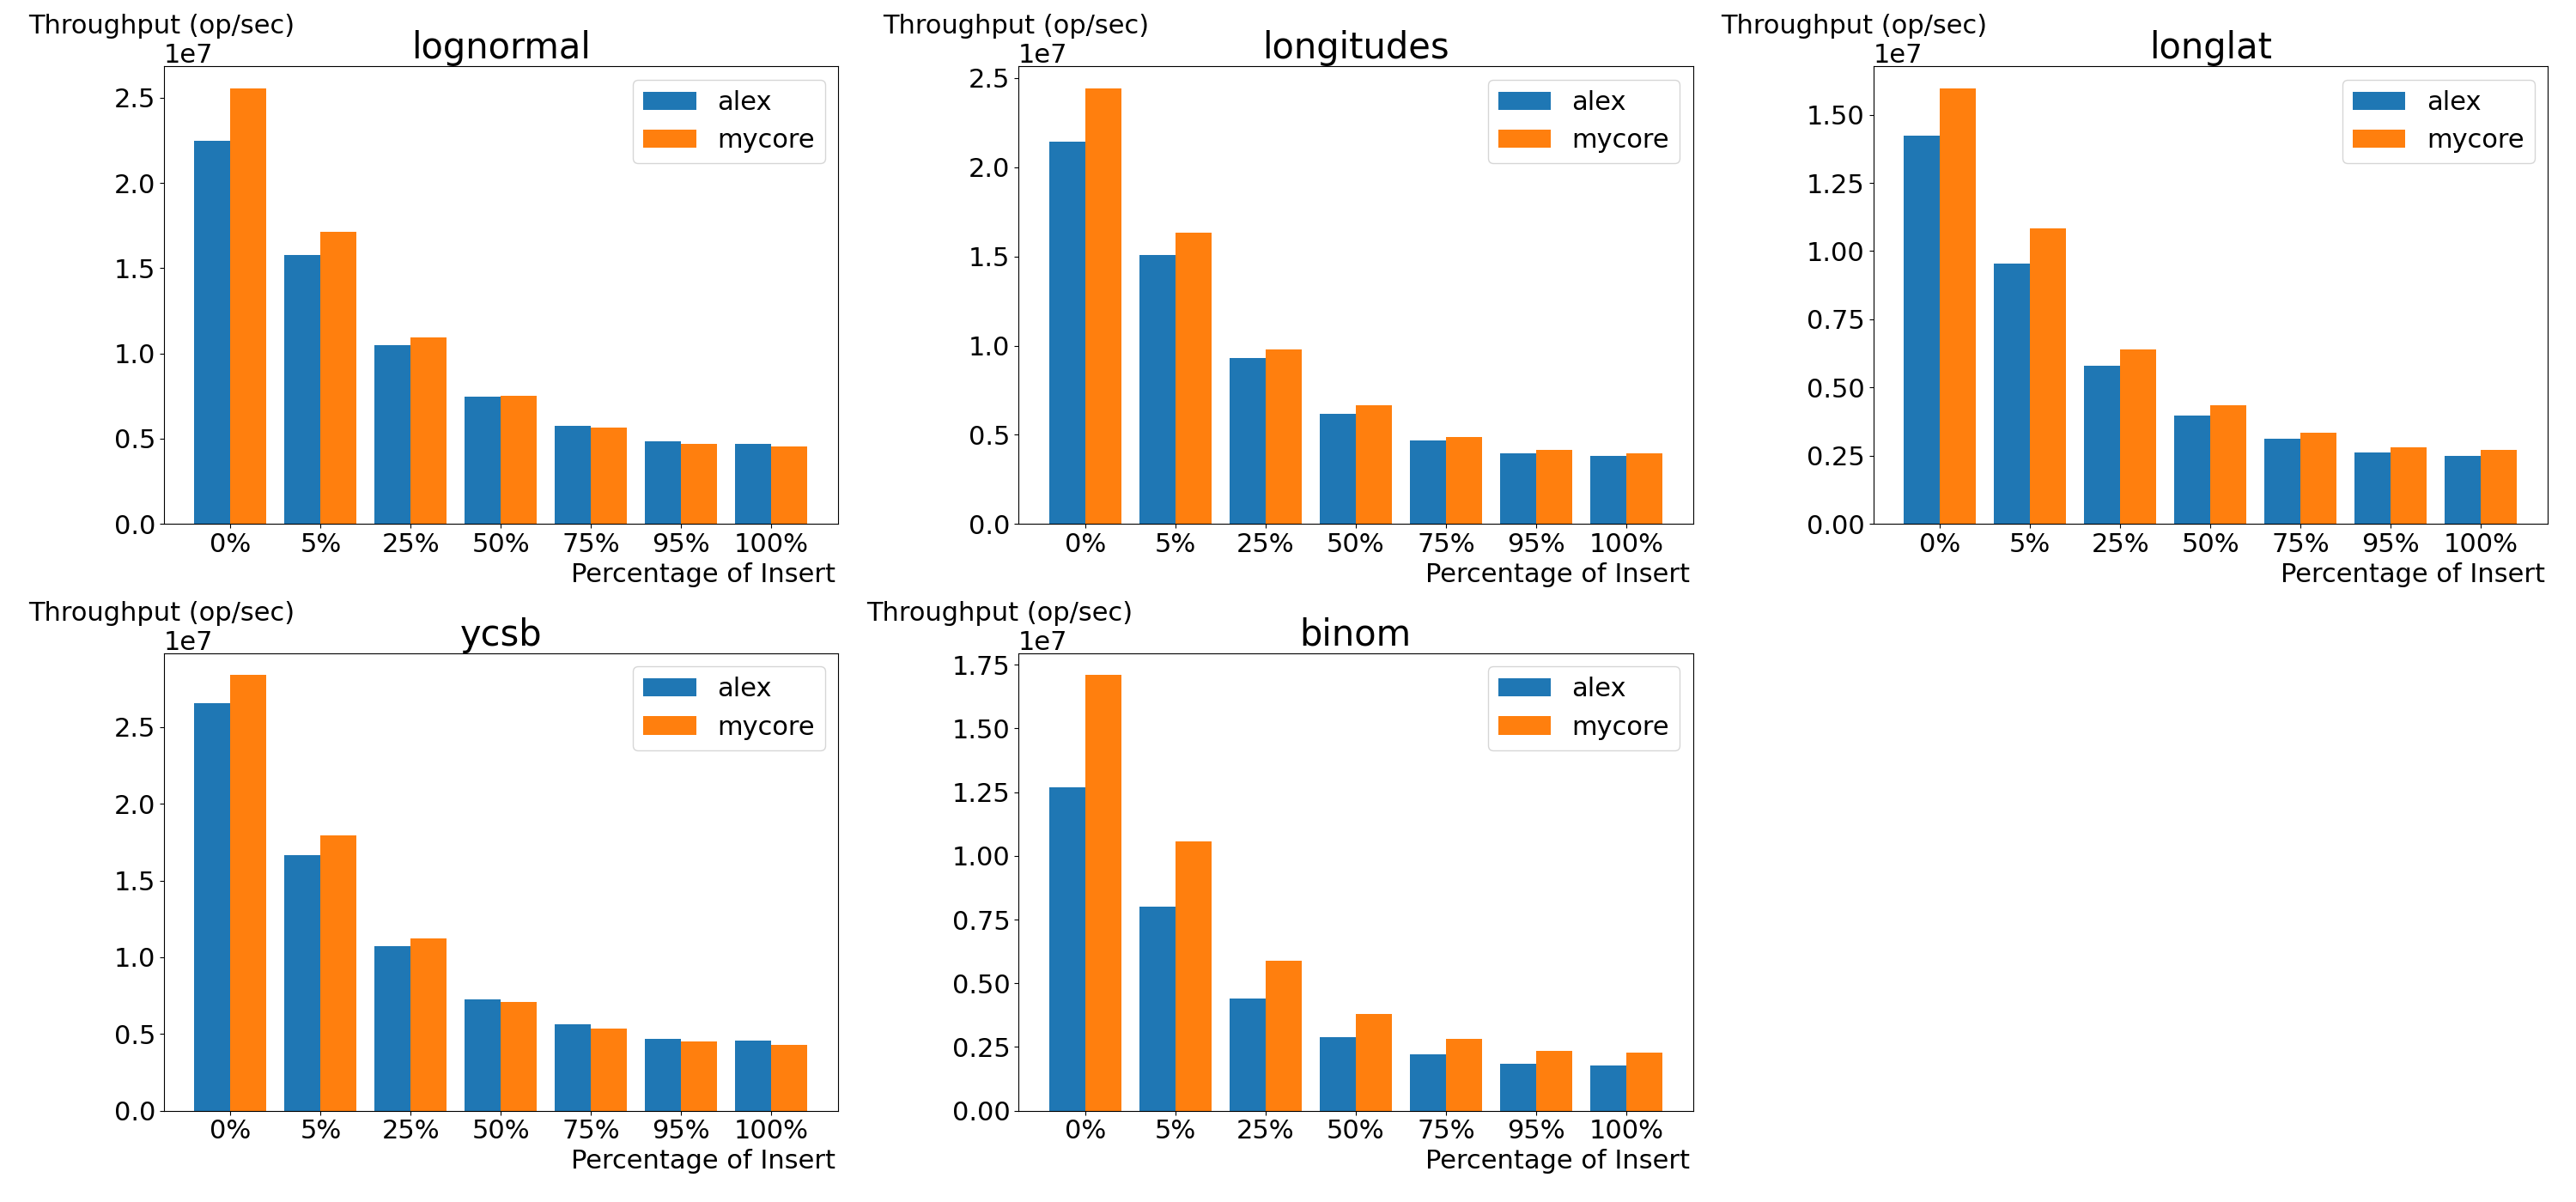 Throughput (op/sec)
1e7
lognormal
2.5
2.0
1.5
1.0
0.5
0.0
alex
mycore
0% 5% 25% 50% 75% 95% 100%
Percentage of Insert
Throughput (op/sec)
1e7
longitudes
2.5
2.0
1.5
1.0
0.5
0.0
alex
mycore
0% 5% 25% 50% 75% 95% 100%
Percentage of Insert
Throughput (op/sec)
1e7
longlat
1.50
1.25
1.00
0.75
0.50
0.25
0.00
alex
mycore
0% 5% 25% 50% 75% 95% 100%
Percentage of Insert
Throughput (op/sec)
1e7
ycsb
2.5
2.0
1.5
1.0
0.5
0.0
alex
mycore
0% 5% 25% 50% 75% 95% 100%
Percentage of Insert
Throughput (op/sec)
1e7
binom
1.75
1.50
1.25
1.00
0.75
0.50
0.25
0.00
alex
mycore
0% 5% 25% 50% 75% 95% 100%
Percentage of Insert